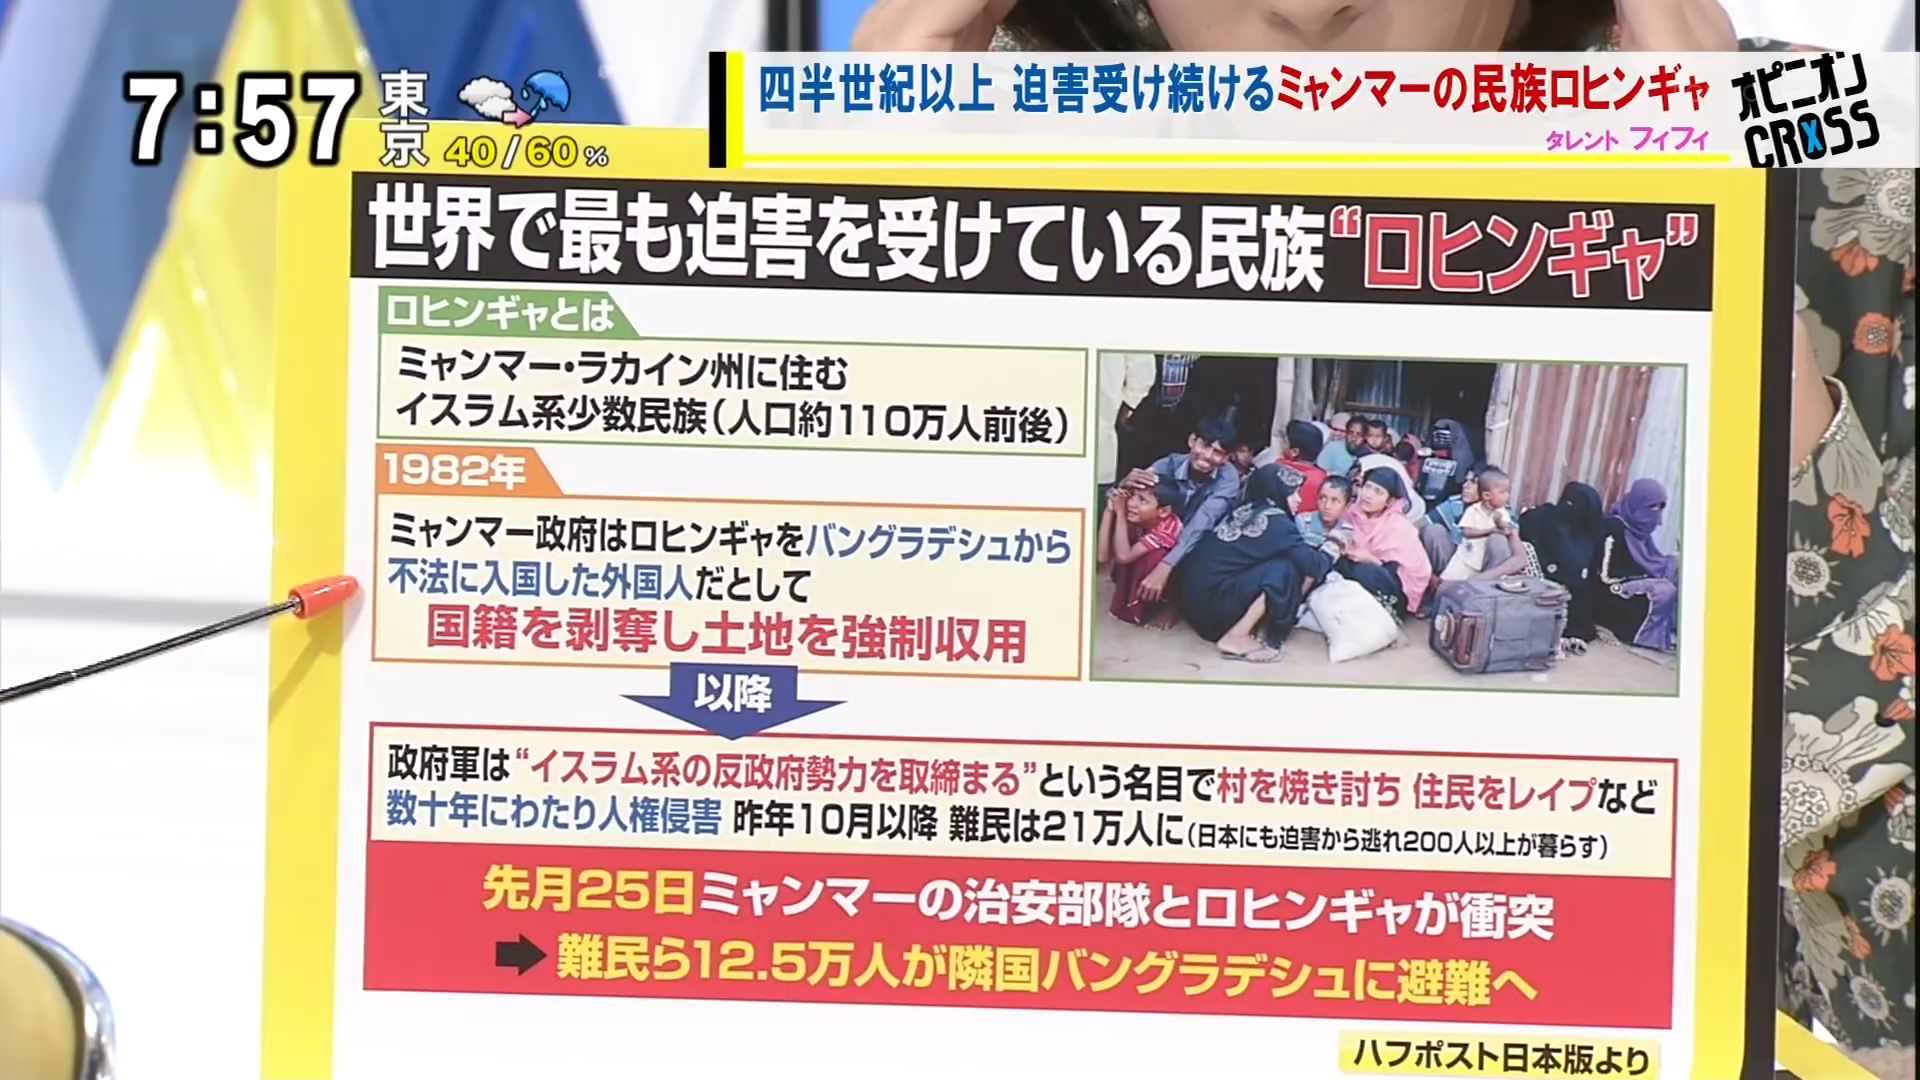 7:57
東京
40/60%
四半世紀以上 迫害受け続けるミャンマーの民族ロヒンギャ
タレント フィフィ
オピニオン
CROSS
世界で最も迫害を受けている民族“ロヒンギャ”
ロヒンギャとは
ミャンマー・ラカイン州に住む
イスラム系少数民族(人口約110万人前後)
1982年
ミャンマー政府はロヒンギャをバングラデシュから
不法に入国した外国人だとして
国籍を剥奪し土地を強制収用
以降
政府軍は“イスラム系の反政府勢力を取締まる”という名目で村を焼き討ち 住民をレイプなど
数十年にわたり人権侵害 昨年10月以降 難民は21万人に(日本にも迫害から逃れ200人以上が暮らす)
先月25日ミャンマーの治安部隊とロヒンギャが衝突
➡難民ら12.5万人が隣国バングラデシュに避難へ
ハフポスト日本版より